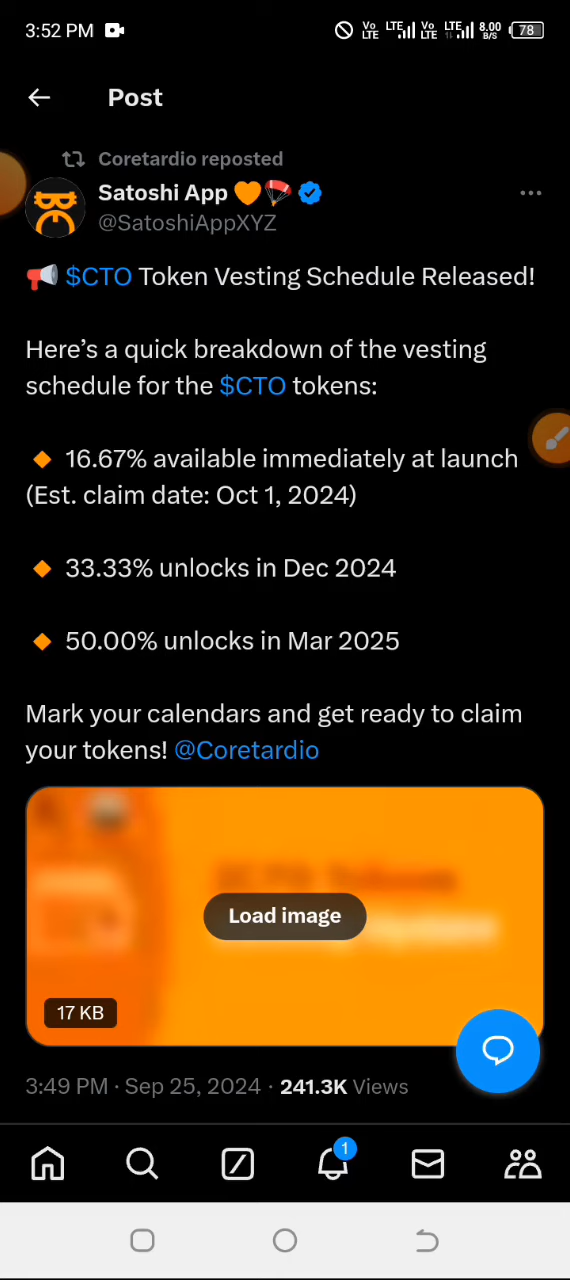 3:52 PM
Vo LTE LTE Vo LTE LTE 8.00 B/S 78
Post
Coretardio reposted
Satoshi App
@SatoshiAppXYZ
$CTO Token Vesting Schedule Released!
Here’s a quick breakdown of the vesting
schedule for the $CTO tokens:
16.67% available immediately at launch
(Est. claim date: Oct 1, 2024)
33.33% unlocks in Dec 2024
50.00% unlocks in Mar 2025
Mark your calendars and get ready to claim
your tokens! @Coretardio
Load image
17 KB
3:49 PM · Sep 25, 2024 · 241.3K Views
1